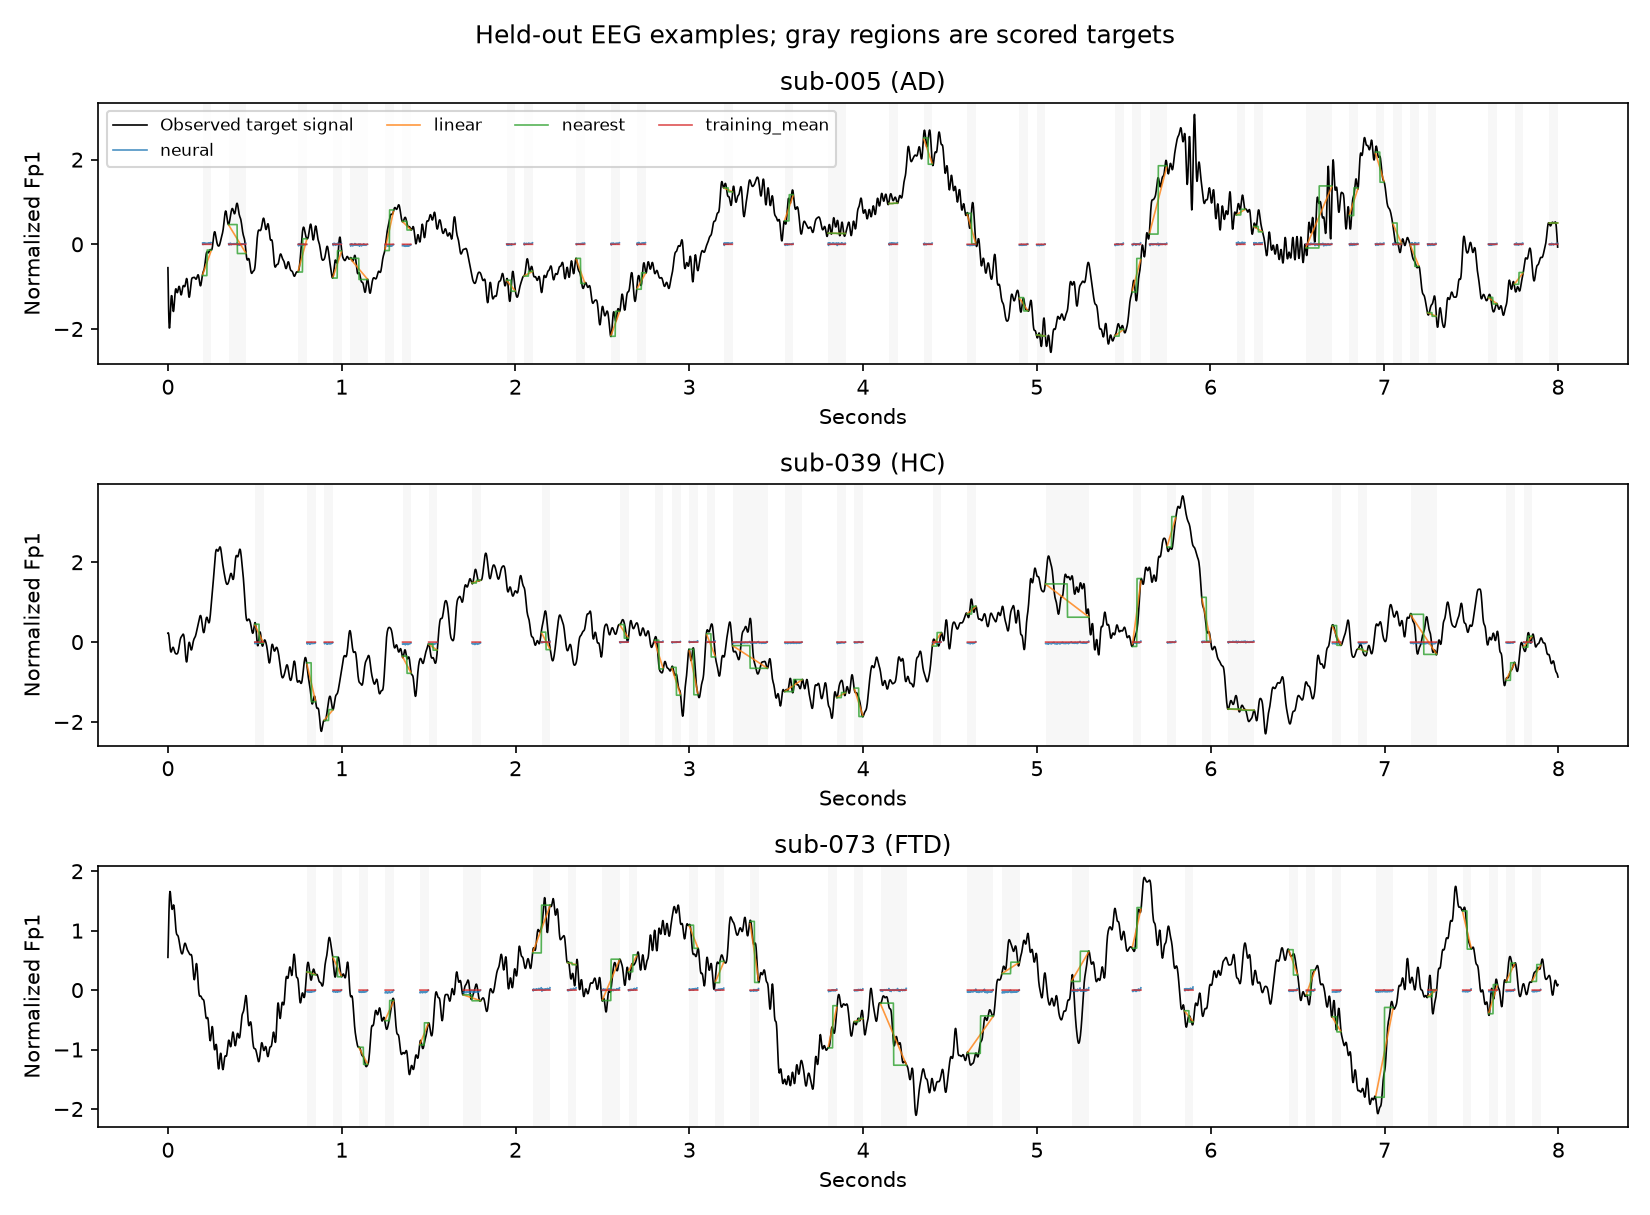 Held-out EEG examples; gray regions are scored targets
sub-005 (AD)
Observed target signal linear nearest training_mean
neural
Normalized Fp1
2
0
−2
0 1 2 3 4 5 6 7 8
Seconds
sub-039 (HC)
Normalized Fp1
2
0
−2
0 1 2 3 4 5 6 7 8
Seconds
sub-073 (FTD)
Normalized Fp1
2
1
0
−1
−2
0 1 2 3 4 5 6 7 8
Seconds